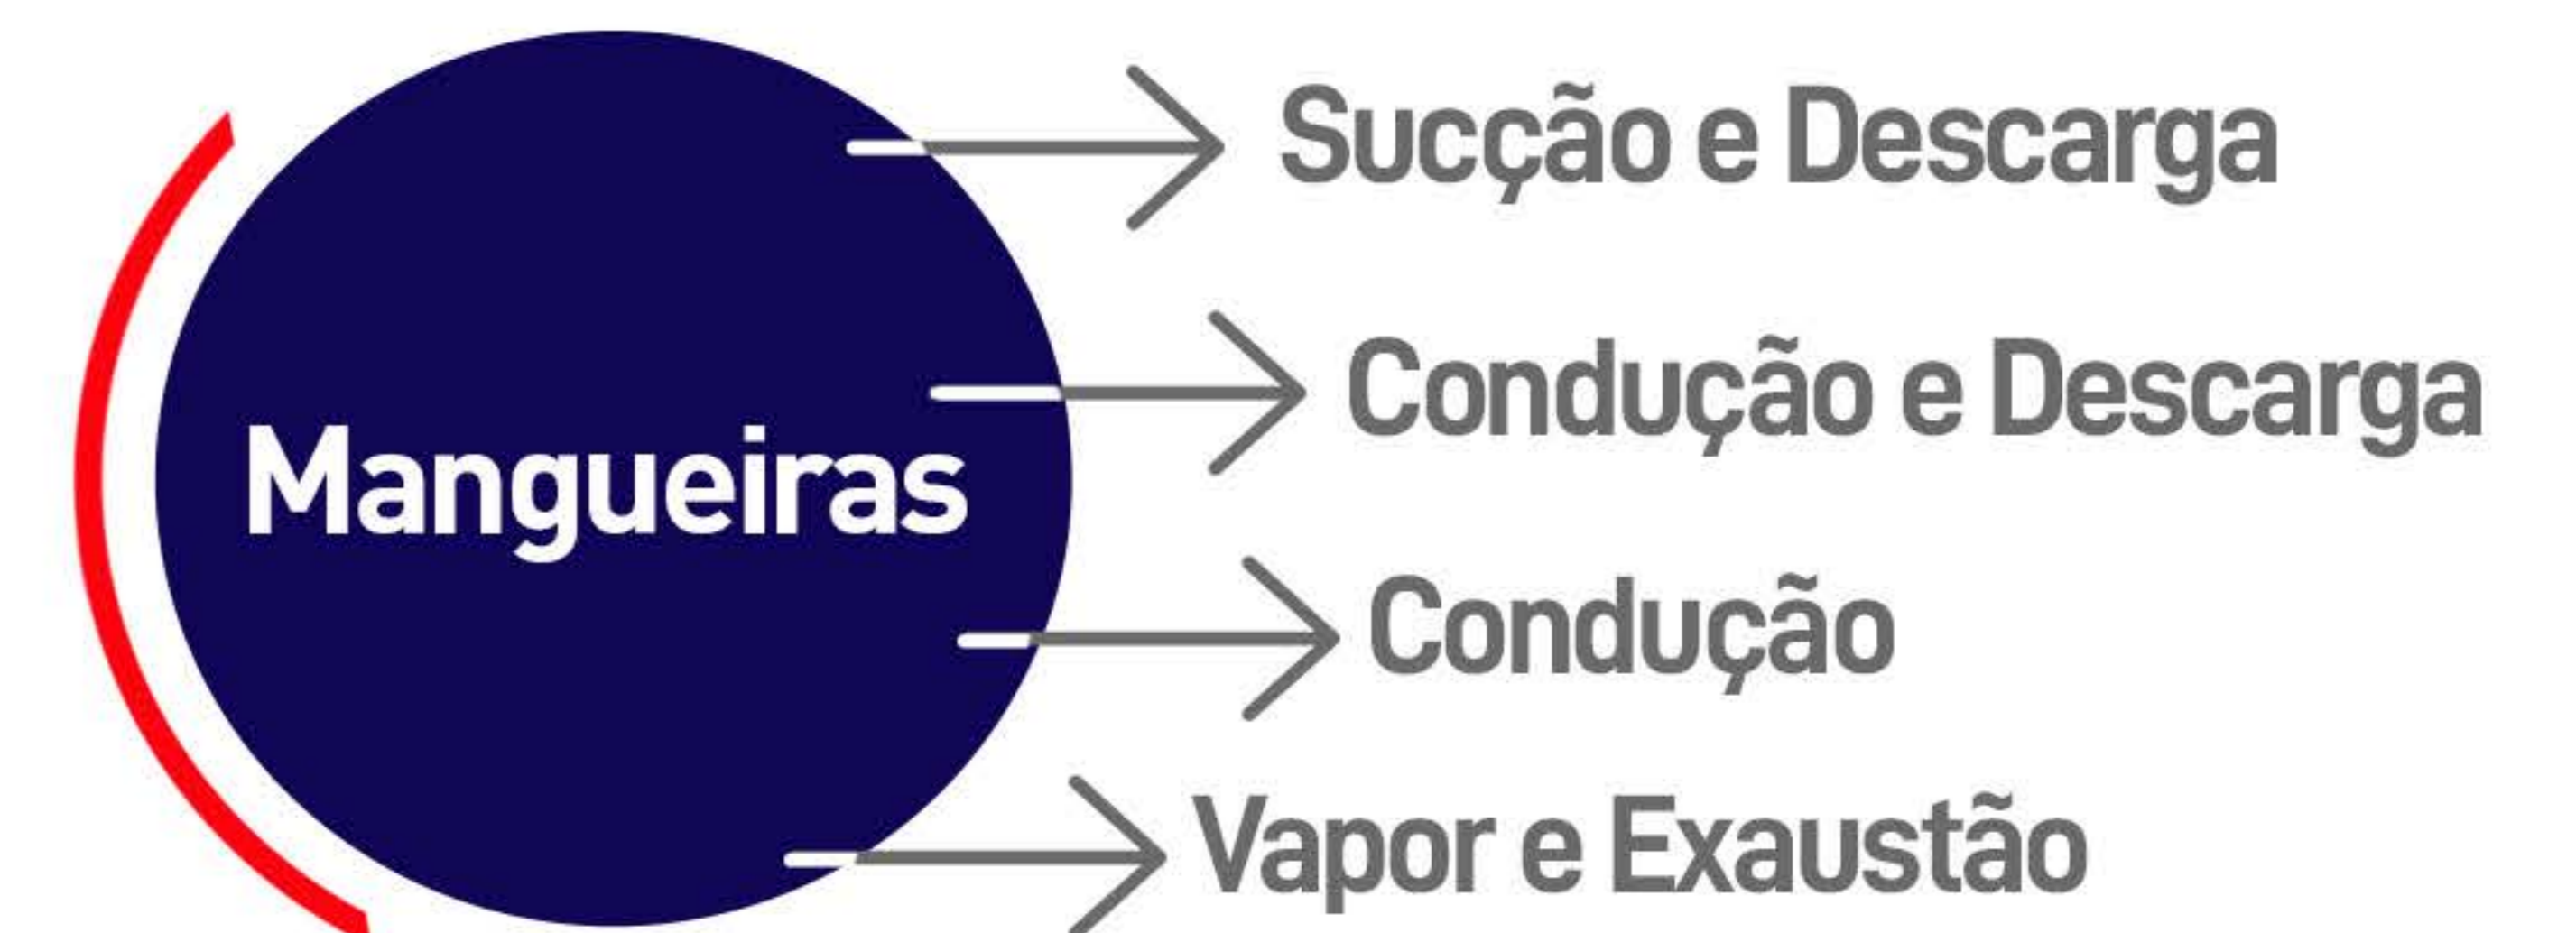 Mangueiras
Sucção e Descarga
Condução e Descarga
Condução
Vapor e Exaustão